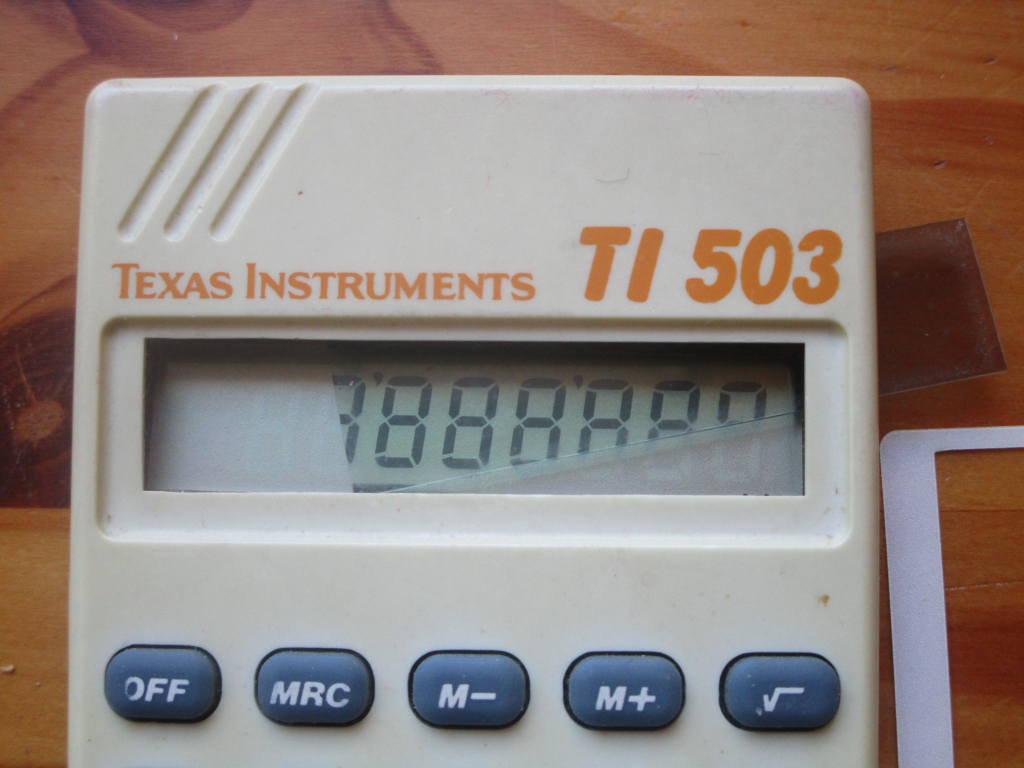 TEXAS INSTRUMENTS TI 503
OFF MRC M− M+ √